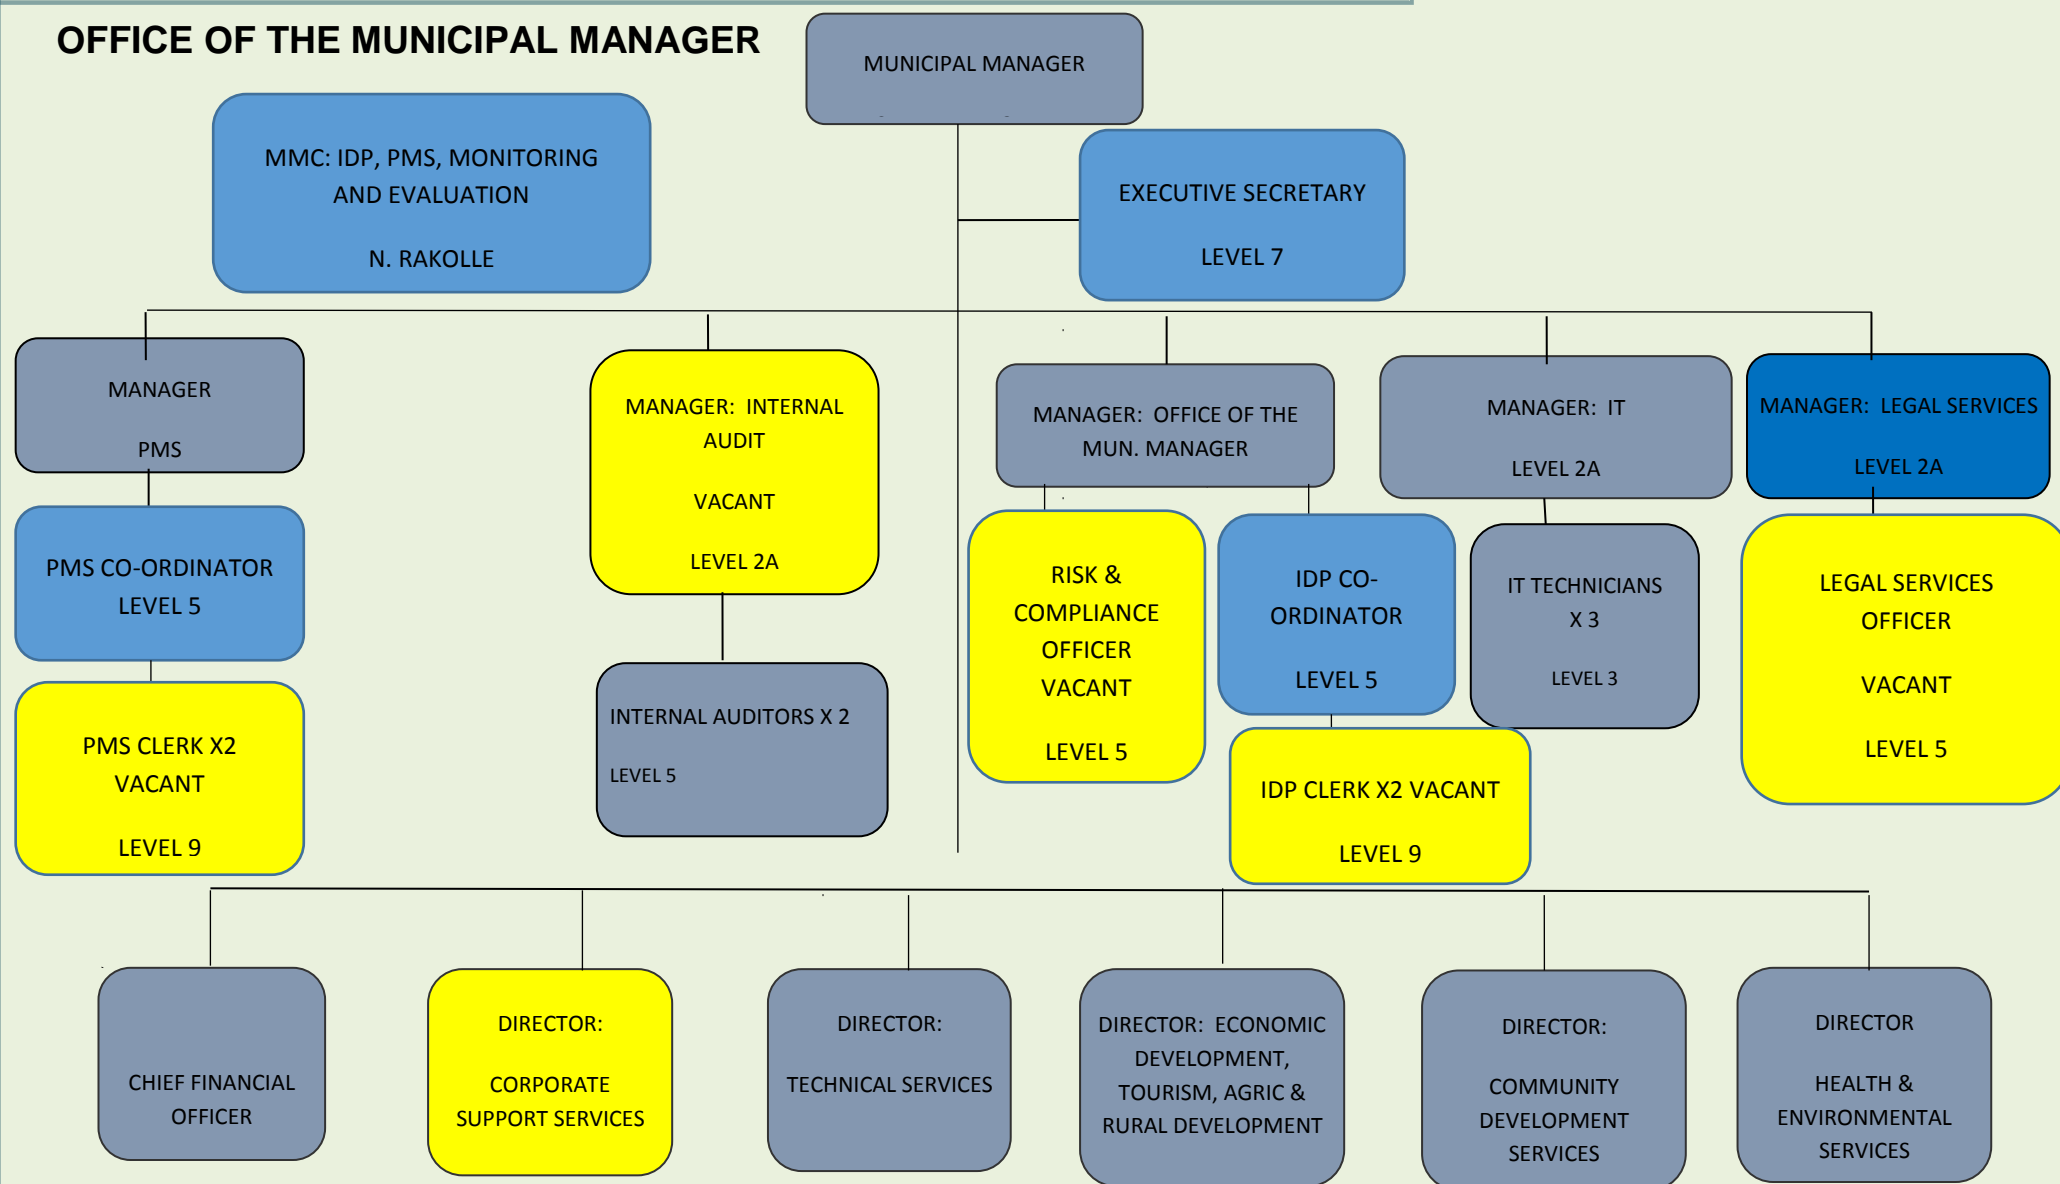 OFFICE OF THE MUNICIPAL MANAGER
MUNICIPAL MANAGER
MMC: IDP, PMS, MONITORING
AND EVALUATION
N. RAKOLLE
EXECUTIVE SECRETARY
LEVEL 7
MANAGER
PMS
MANAGER: INTERNAL
AUDIT
VACANT
LEVEL 2A
MANAGER: OFFICE OF THE
MUN. MANAGER
MANAGER: IT
LEVEL 2A
MANAGER: LEGAL SERVICES
LEVEL 2A
PMS CO-ORDINATOR
LEVEL 5
PMS CLERK X2
VACANT
LEVEL 9
INTERNAL AUDITORS X 2
LEVEL 5
RISK &
COMPLIANCE
OFFICER
VACANT
LEVEL 5
IDP CO-
ORDINATOR
LEVEL 5
IDP CLERK X2 VACANT
LEVEL 9
IT TECHNICIANS
X 3
LEVEL 3
LEGAL SERVICES
OFFICER
VACANT
LEVEL 5
CHIEF FINANCIAL
OFFICER
DIRECTOR:
CORPORATE
SUPPORT SERVICES
DIRECTOR:
TECHNICAL SERVICES
DIRECTOR: ECONOMIC
DEVELOPMENT,
TOURISM, AGRIC &
RURAL DEVELOPMENT
DIRECTOR:
COMMUNITY
DEVELOPMENT
SERVICES
DIRECTOR
HEALTH &
ENVIRONMENTAL
SERVICES